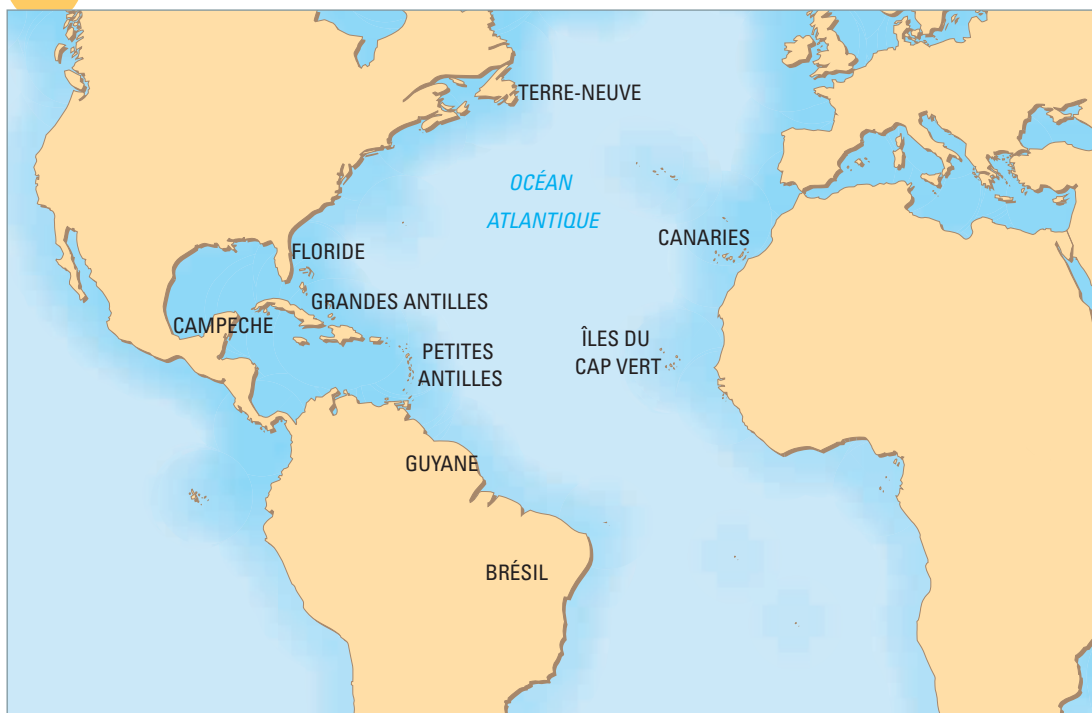 TERRE-NEUVE
OCÉAN
ATLANTIQUE
CANARIES
FLORIDE
GRANDES ANTILLES
CAMPECHE
PETITES
ANTILLES
ÎLES DU
CAP VERT
GUYANE
BRÉSIL